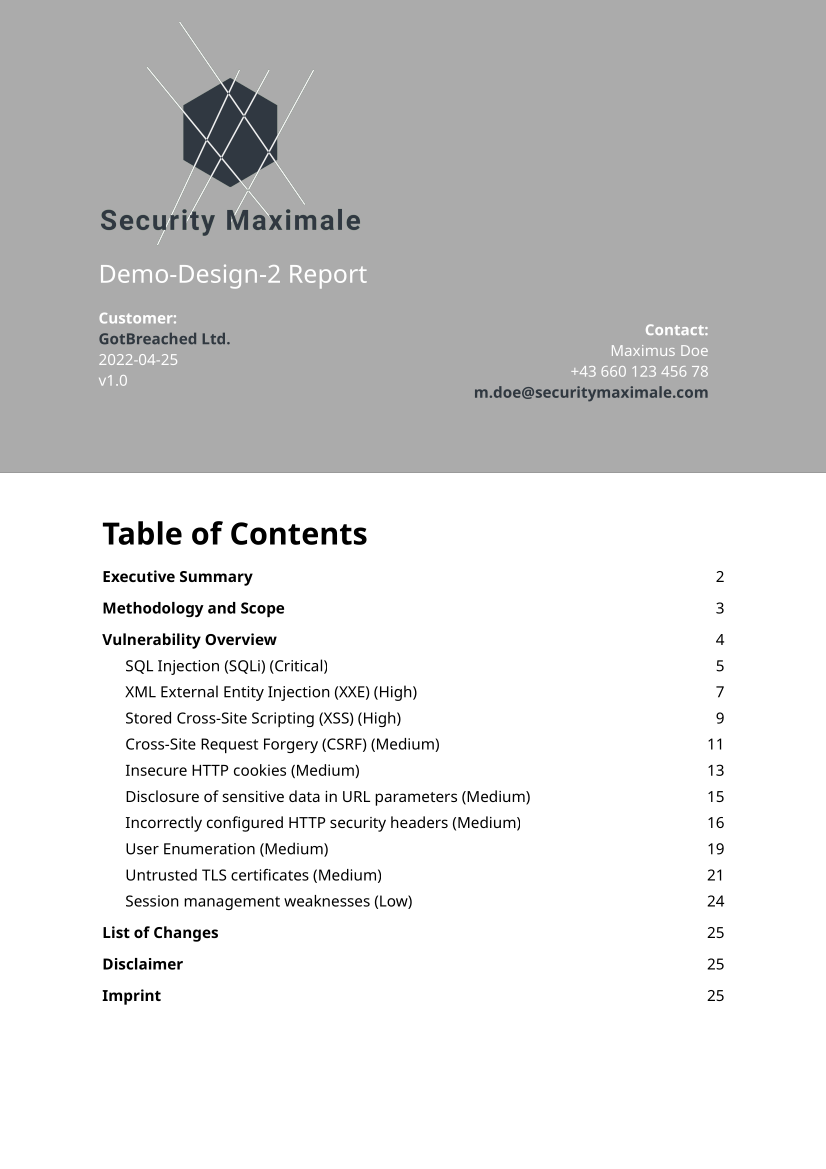 Security Maximale
Demo-Design-2 Report
Customer:
GotBreached Ltd.
2022-04-25
v1.0
Contact:
Maximus Doe
+43 660 123 456 78
m.doe@securitymaximale.com
Table of Contents
Executive Summary 2
Methodology and Scope 3
Vulnerability Overview 4
SQL Injection (SQLi) (Critical) 5
XML External Entity Injection (XXE) (High) 7
Stored Cross-Site Scripting (XSS) (High) 9
Cross-Site Request Forgery (CSRF) (Medium) 11
Insecure HTTP cookies (Medium) 13
Disclosure of sensitive data in URL parameters (Medium) 15
Incorrectly configured HTTP security headers (Medium) 16
User Enumeration (Medium) 19
Untrusted TLS certificates (Medium) 21
Session management weaknesses (Low) 24
List of Changes 25
Disclaimer 25
Imprint 25